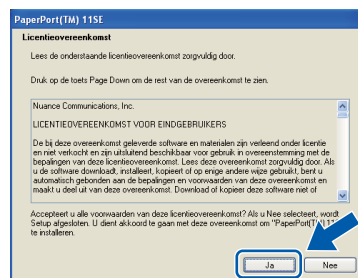 PaperPort(TM) 11SE
Licentieovereenkomst
Lees de onderstaande licentieovereenkomst zorgvuldig door.
Druk op de toets Page Down om de rest van de overeenkomst te zien.
Nuance Communications, Inc.
LICENTIEOVEREENKOMST VOOR EINDGEBRUIKERS
De bij deze overeenkomst geleverde software en materialen zijn verleend onder licentie
en niet verkocht en zijn uitsluitend beschikbaar voor gebruik in overeenstemming met de
bepalingen van deze licentieovereenkomst. Lees deze overeenkomst zorgvuldig door. Als
u de software downloadt, installeert, kopieert of op enige andere wijze gebruikt, bent u
automatisch gebonden aan de bepalingen en voorwaarden van deze overeenkomst en
maakt u deel uit van deze overeenkomst. Download of kopieer deze software niet of
Accepteert u alle voorwaarden van deze licentieovereenkomst? Als u Nee selecteert, wordt
Setup afgesloten. U dient akkoord te gaan met deze overeenkomst om "PaperPort(TM) 11
te installeren.
Ja
Nee